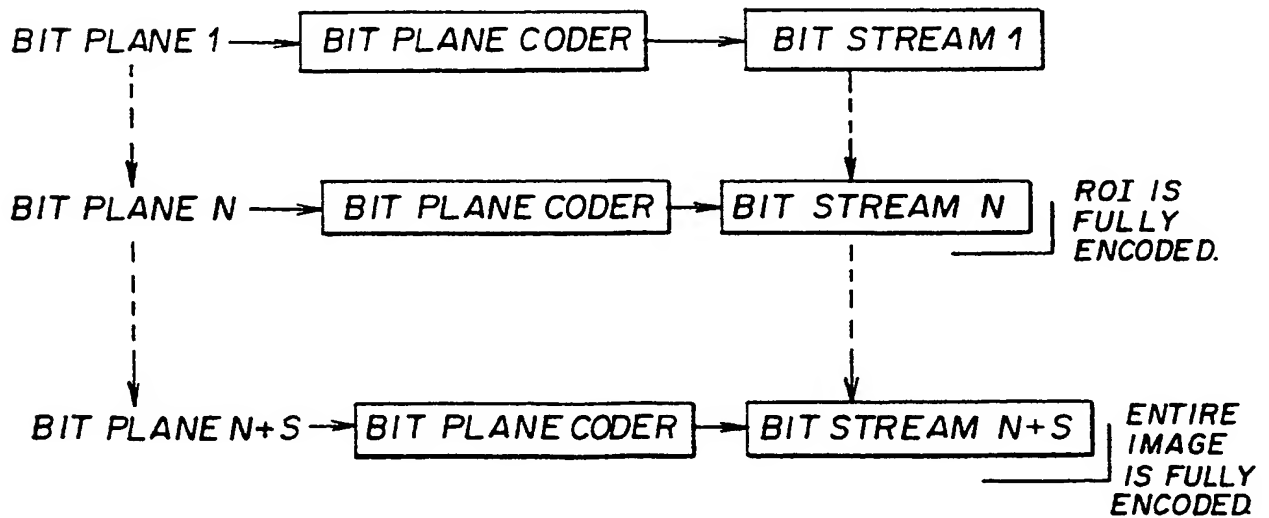 BIT PLANE 1
BIT PLANE CODER
BIT STREAM 1
BIT PLANE N
BIT PLANE CODER
BIT STREAM N
ROI IS
FULLY
ENCODED.
BIT PLANE N+S
BIT PLANE CODER
BIT STREAM N+S
ENTIRE
IMAGE
IS FULLY
ENCODED